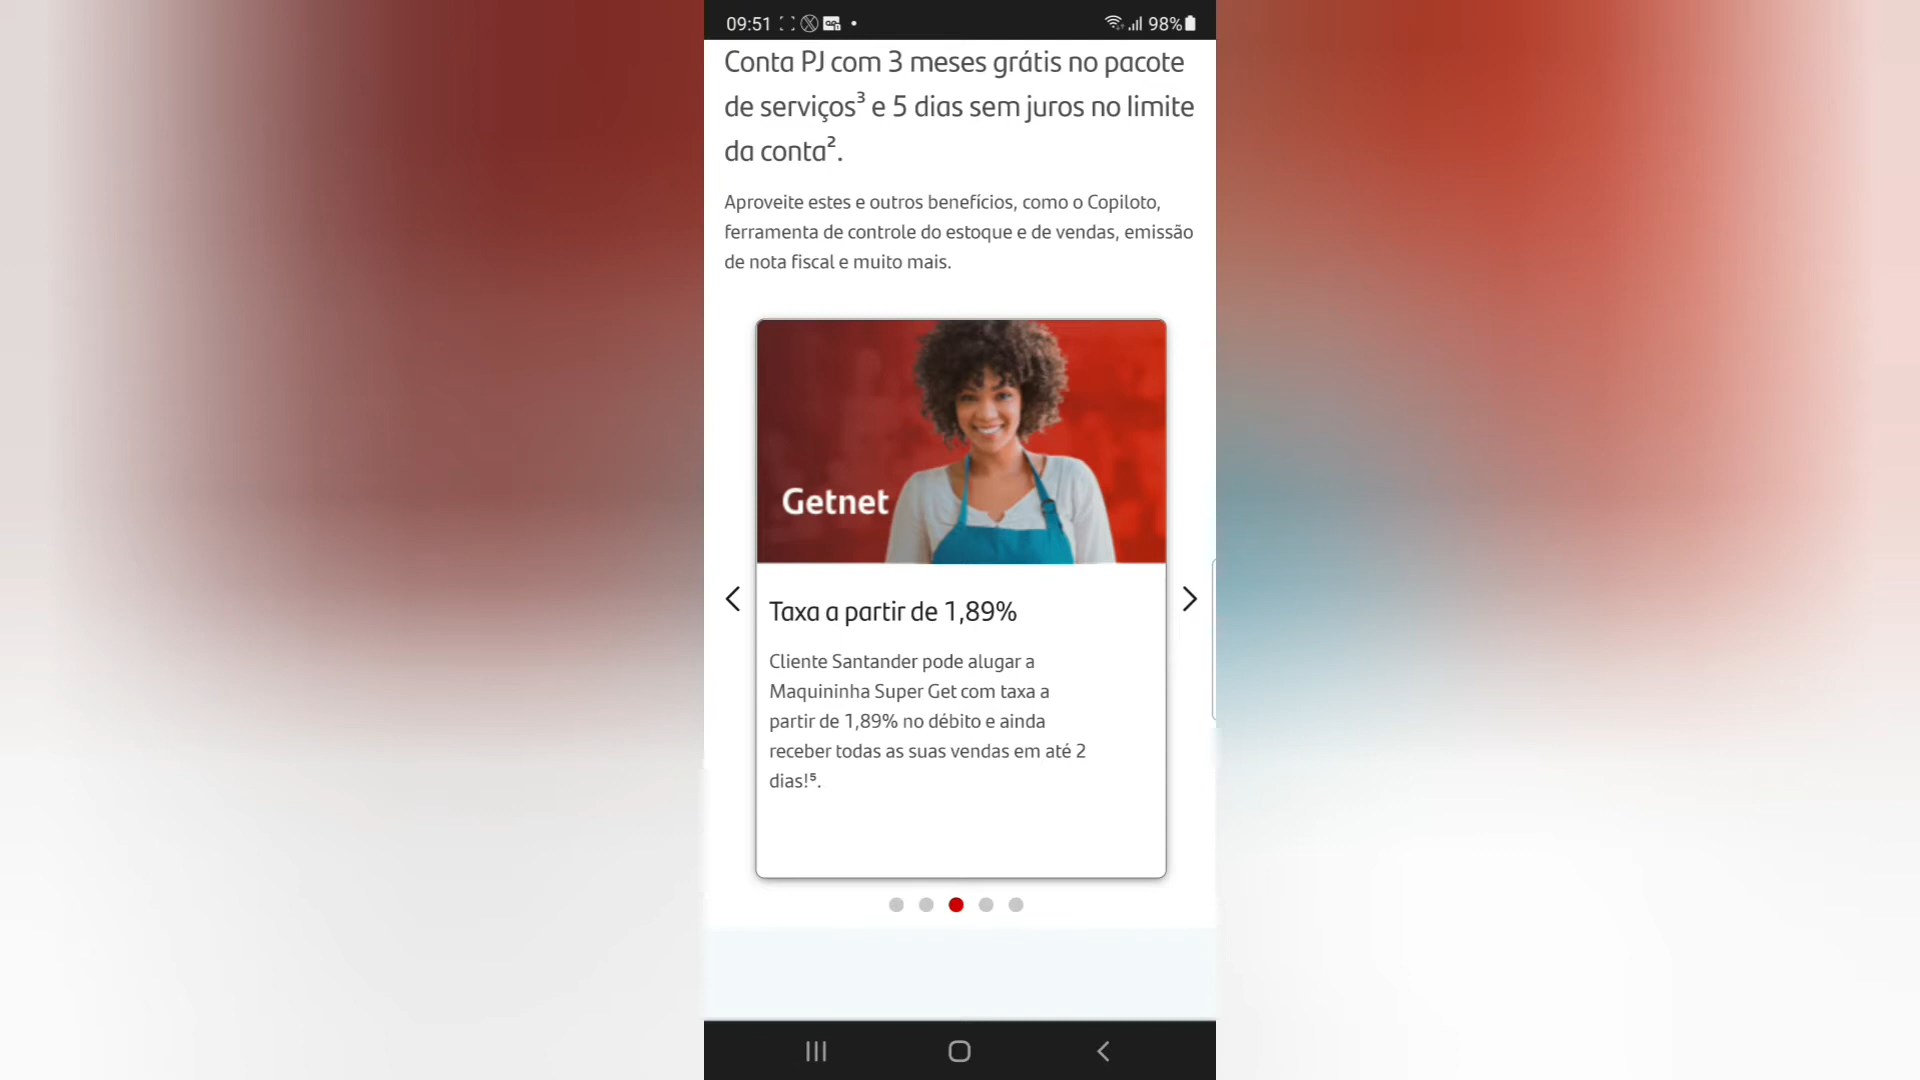 09:51
98%
Conta PJ com 3 meses grátis no pacote
de serviços³ e 5 dias sem juros no limite
da conta².
Aproveite estes e outros benefícios, como o Copiloto,
ferramenta de controle do estoque e de vendas, emissão
de nota fiscal e muito mais.
Getnet
Taxa a partir de 1,89%
Cliente Santander pode alugar a
Maquininha Super Get com taxa a
partir de 1,89% no débito e ainda
receber todas as suas vendas em até 2
dias!⁵.